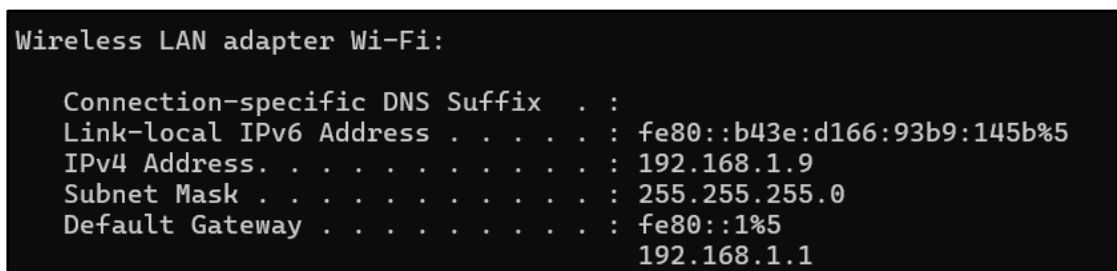 Wireless LAN adapter Wi-Fi:
Connection-specific DNS Suffix  . :
Link-local IPv6 Address . . . . . : fe80::b43e:d166:93b9:145b%5
IPv4 Address. . . . . . . . . . . : 192.168.1.9
Subnet Mask . . . . . . . . . . . : 255.255.255.0
Default Gateway . . . . . . . . . : fe80::1%5
192.168.1.1